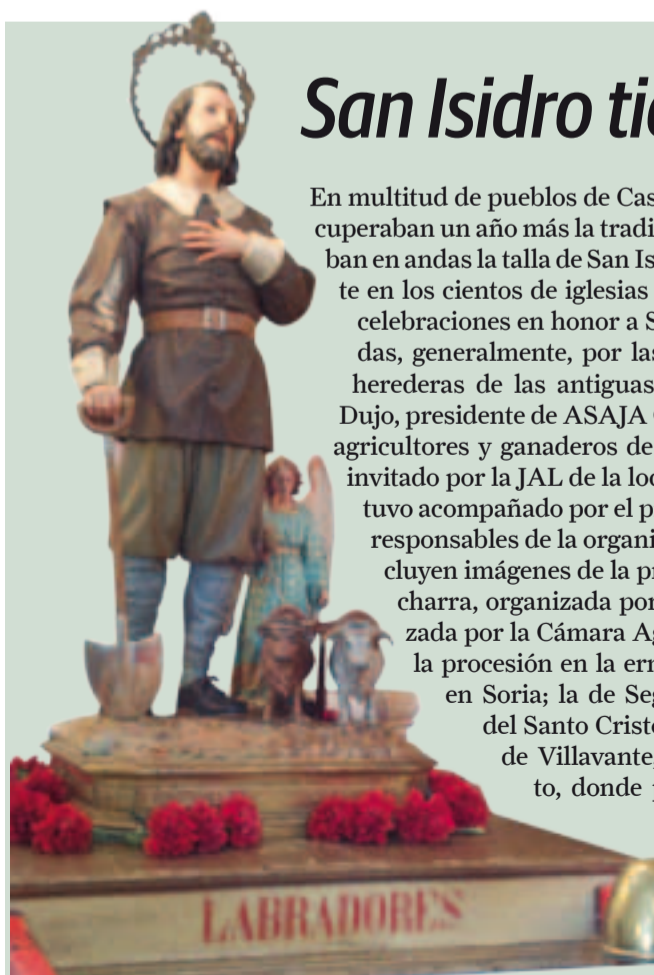 San Isidro tie
En multitud de pueblos de Cas
cuperaban un año más la tradi
ban en andas la talla de San Is
te en los cientos de iglesias
celebraciones en honor a S
das, generalmente, por las
herederas de las antiguas
Dujo, presidente de ASAJA
agricultores y ganaderos de
invitado por la JAL de la loc
tuvo acompañado por el p
responsables de la organi
cluyen imágenes de la pr
charra, organizada por
zada por la Cámara Ag
la procesión en la erm
en Soria; la de Seg
del Santo Cristo
de Villavante,
to, donde
LABRADORES